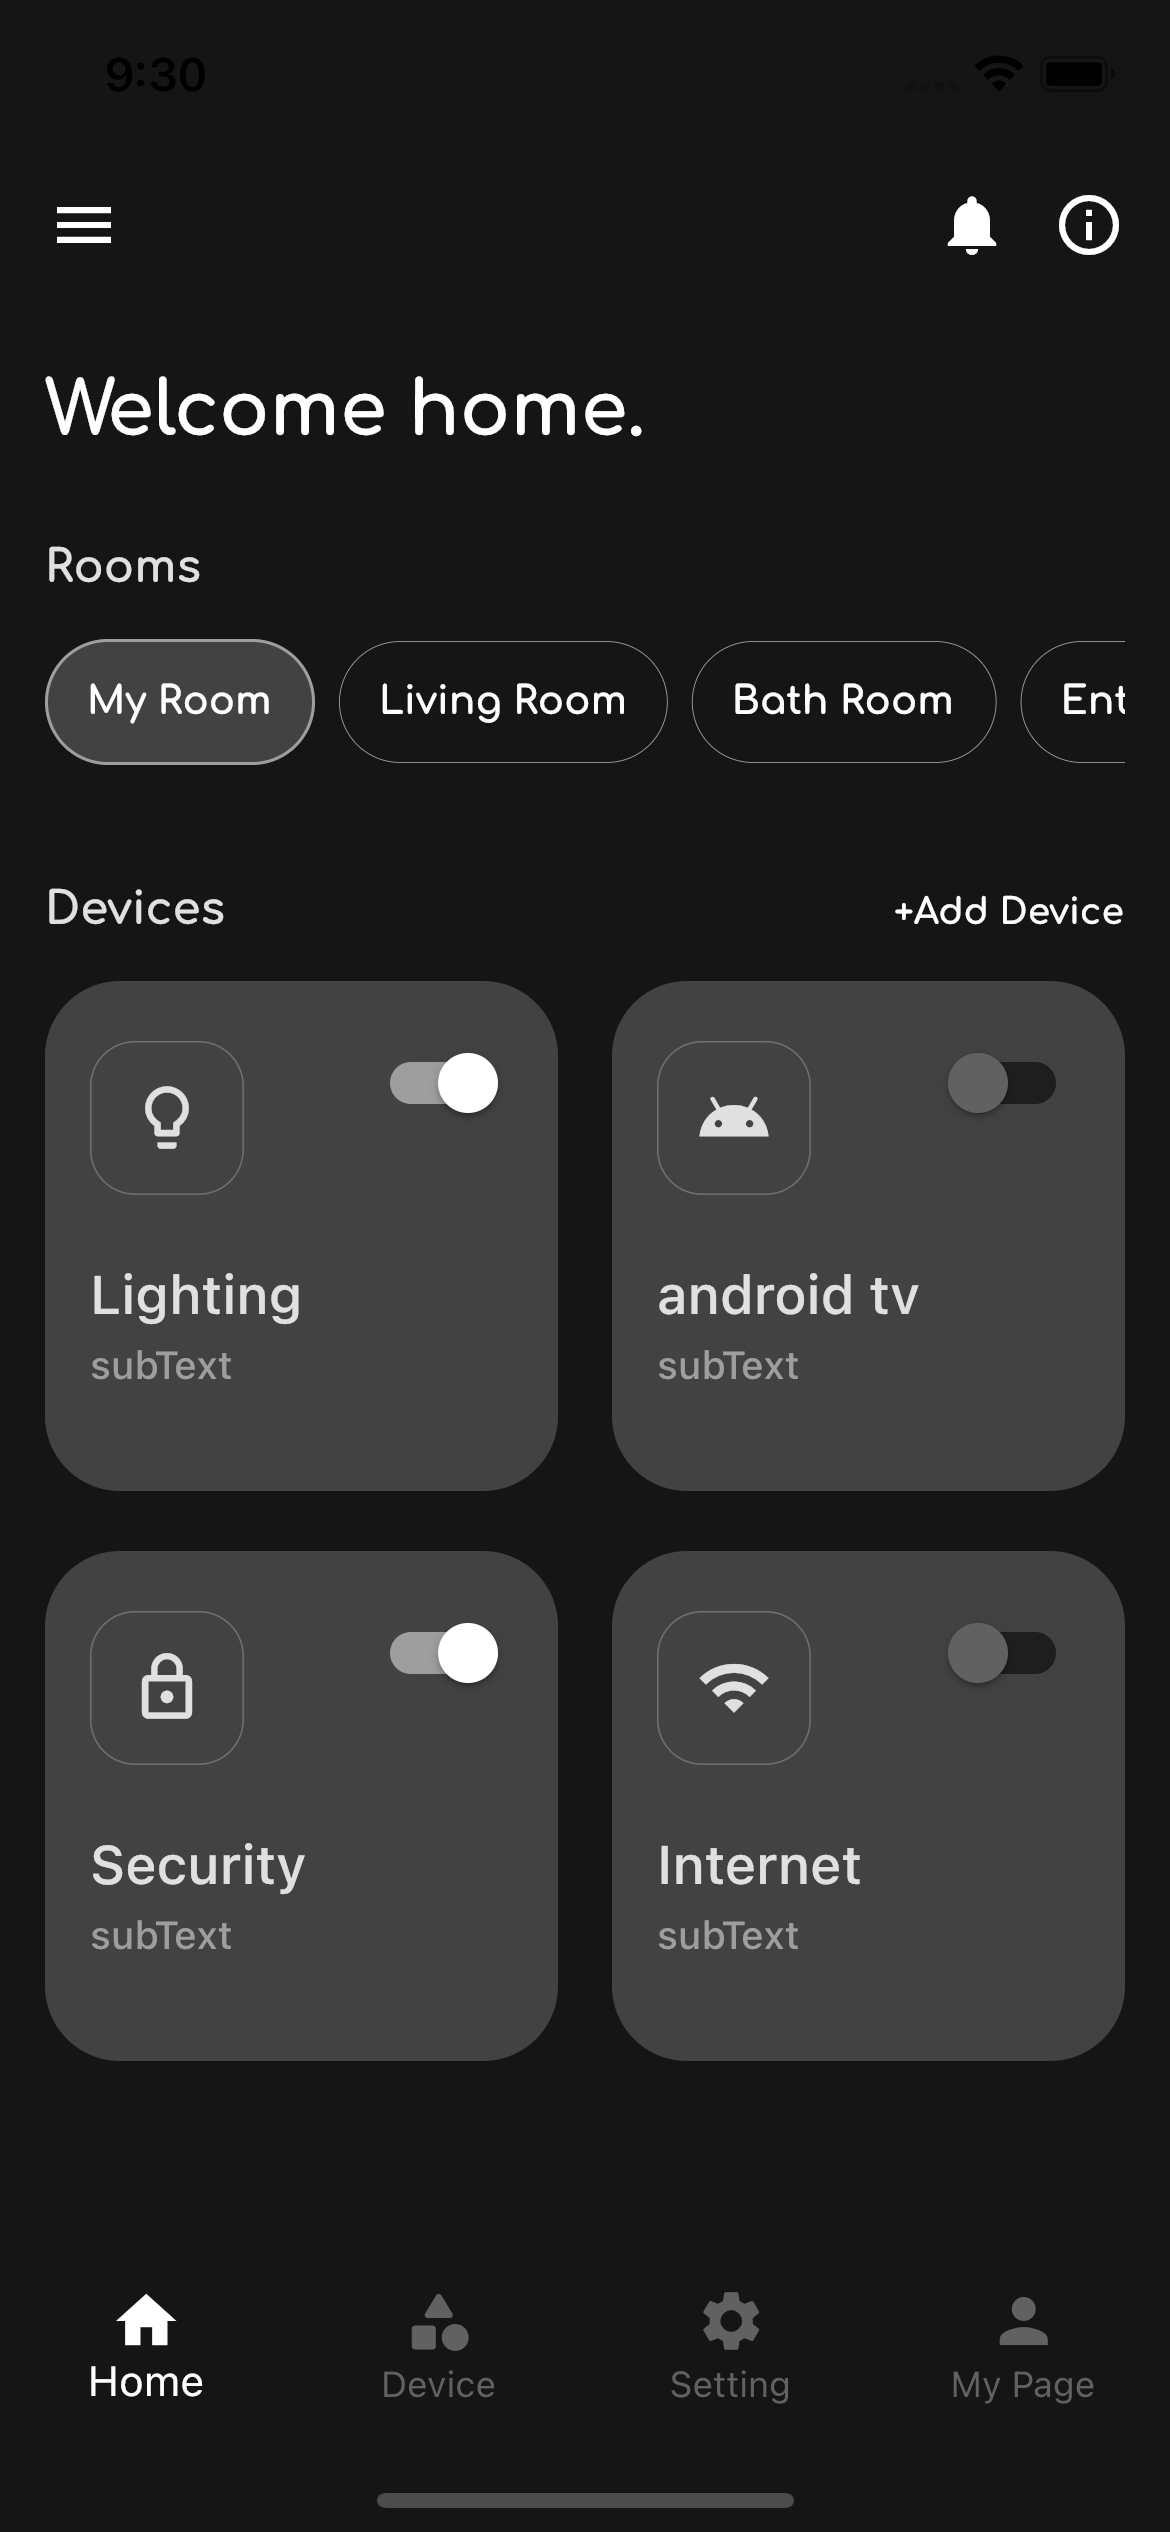 9:30
Welcome home.
Rooms
My Room Living Room Bath Room Ent
Devices +Add Device
Lighting android tv
subText subText
Security Internet
subText subText
Home Device Setting My Page